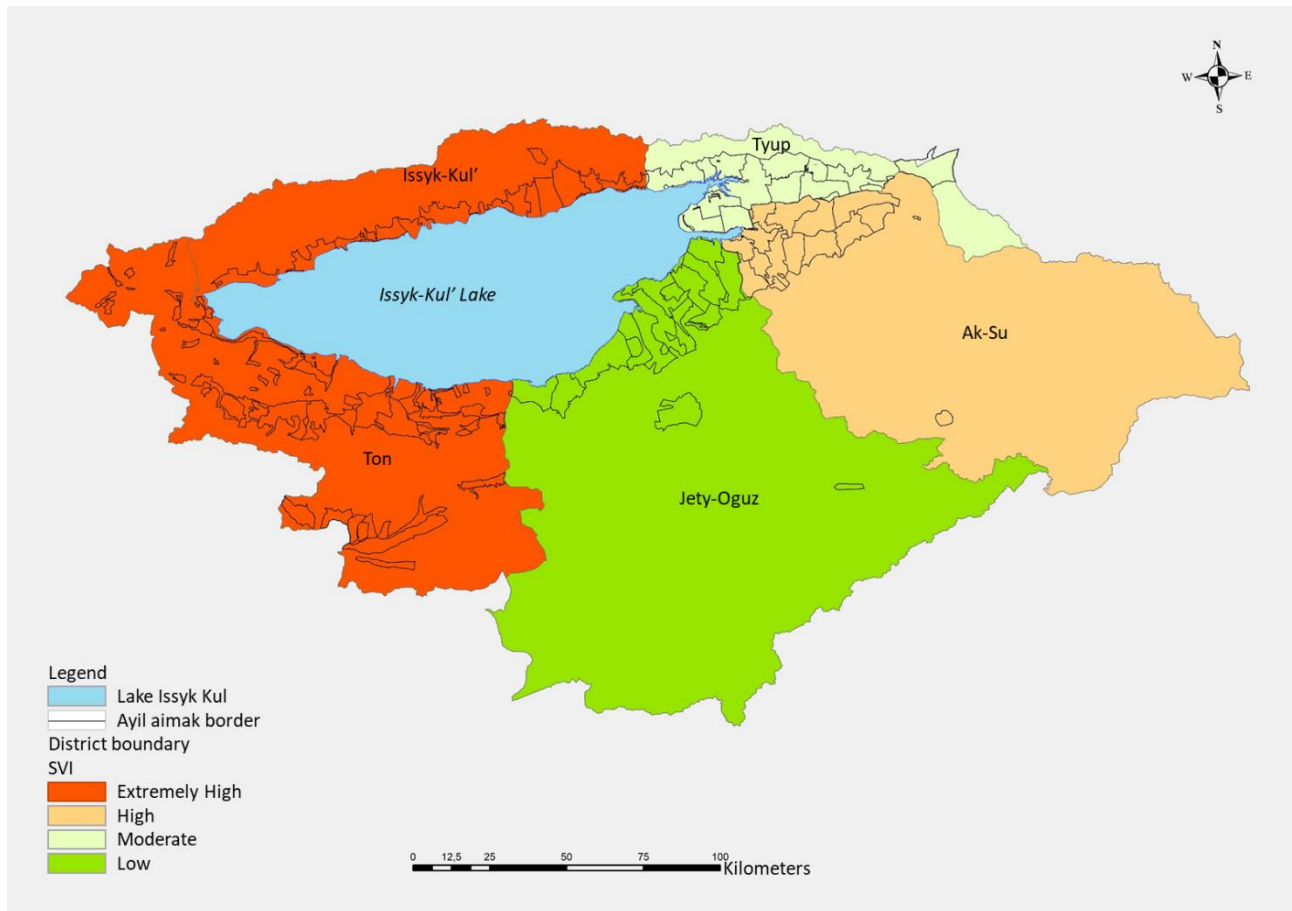 N
W E
S
Tyup
Issyk-Kul'
Issyk-Kul' Lake
Ak-Su
Ton
Jety-Oguz
Legend
Lake Issyk Kul
Ayil aimak border
District boundary
SVI
Extremely High
High
Moderate
Low
0 12,5 25 50 75 100
Kilometers